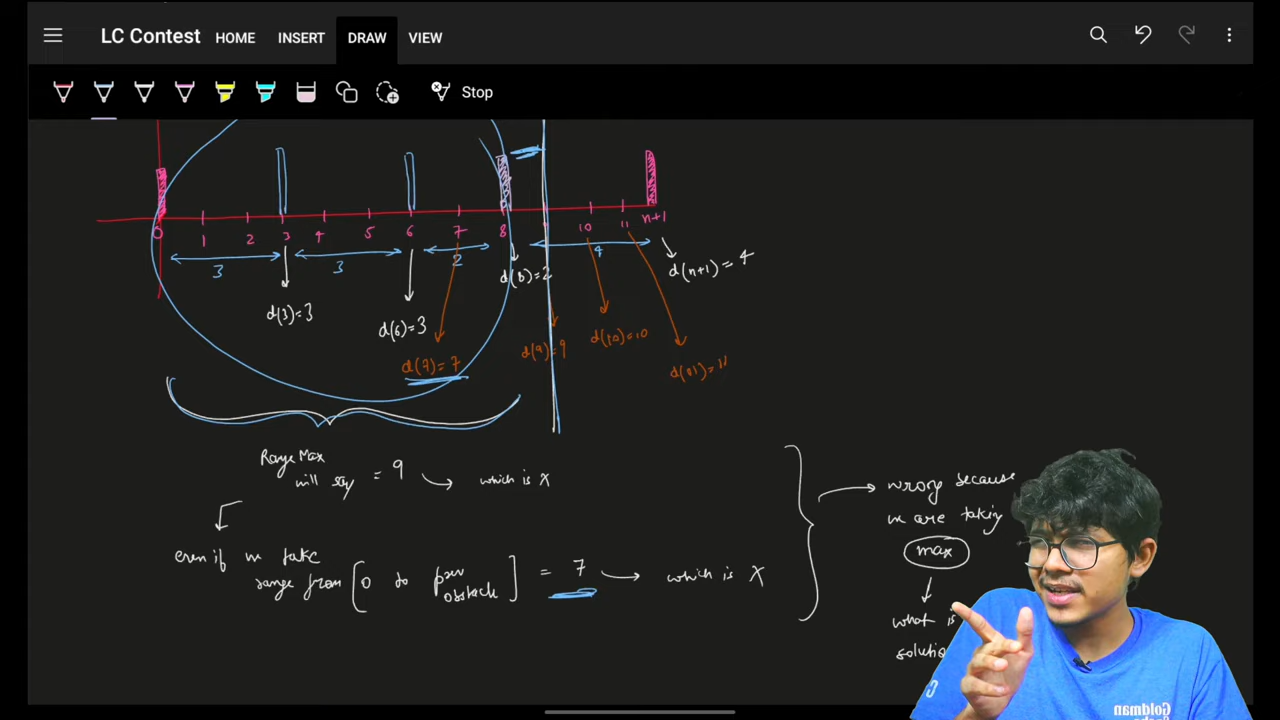 LC Contest HOME INSERT DRAW VIEW
Stop
0 1 2 3 4 5 6 7 8 10 11 n+1
3 3 2 4
d(3)=3 d(6)=3 d(8)=2 d(n+1)=4
d(7)=7 d(9)=9 d(10)=10 d(11)=11
Range Max
will say = 9 which is X
even if we take
range from [0 to prev
obstack] = 7 which is X
wrong because
we are taking
max
what is
solutio
Goldman